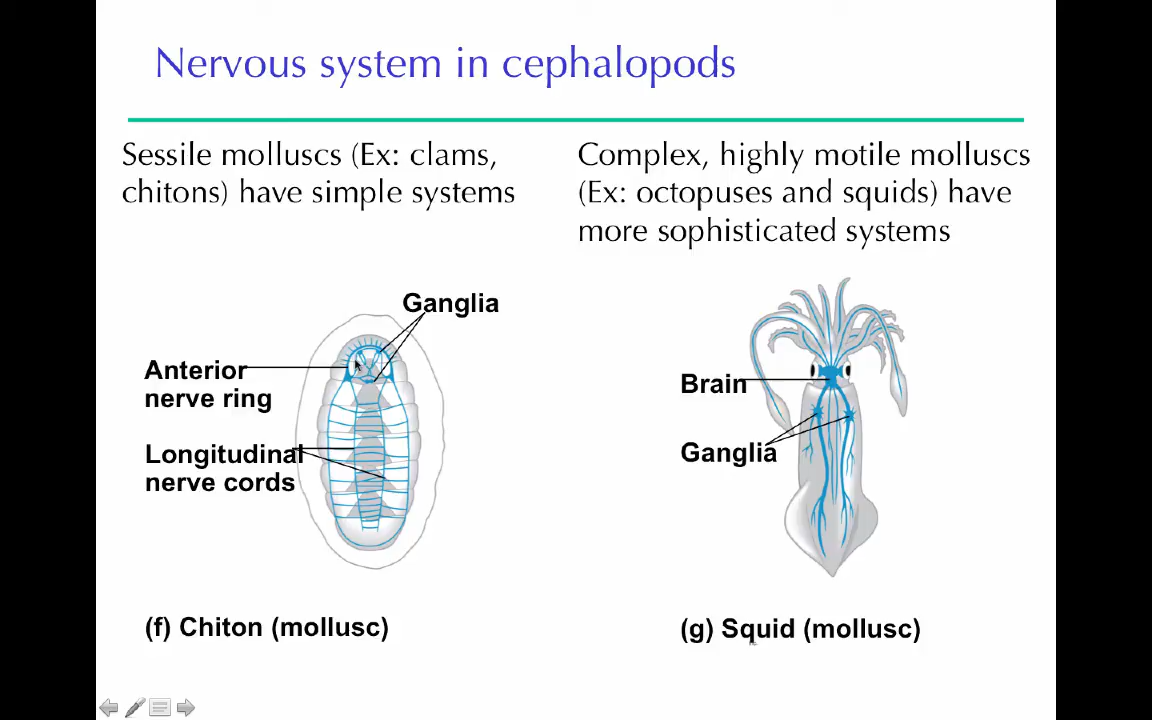 Nervous system in cephalopods
Sessile molluscs (Ex: clams,
chitons) have simple systems
Complex, highly motile molluscs
(Ex: octopuses and squids) have
more sophisticated systems
Ganglia
Anterior
nerve ring
Longitudinal
nerve cords
(f) Chiton (mollusc)
Brain
Ganglia
(g) Squid (mollusc)